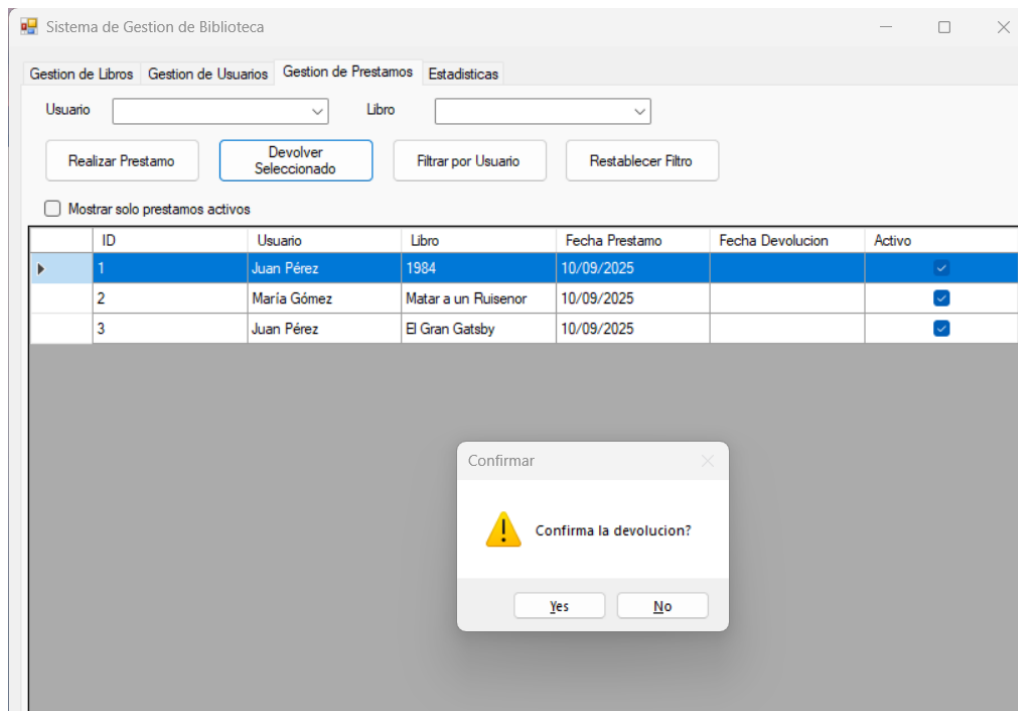 Sistema de Gestion de Biblioteca
Gestion de Libros Gestion de Usuarios Gestion de Prestamos Estadisticas
Usuario Libro
Realizar Prestamo Devolver Seleccionado Filtrar por Usuario Restablecer Filtro
Mostrar solo prestamos activos
ID Usuario Libro Fecha Prestamo Fecha Devolucion Activo
1 Juan Pérez 1984 10/09/2025
2 María Gómez Matar a un Ruisenor 10/09/2025
3 Juan Pérez El Gran Gatsby 10/09/2025
Confirmar
Confirma la devolucion?
Yes No